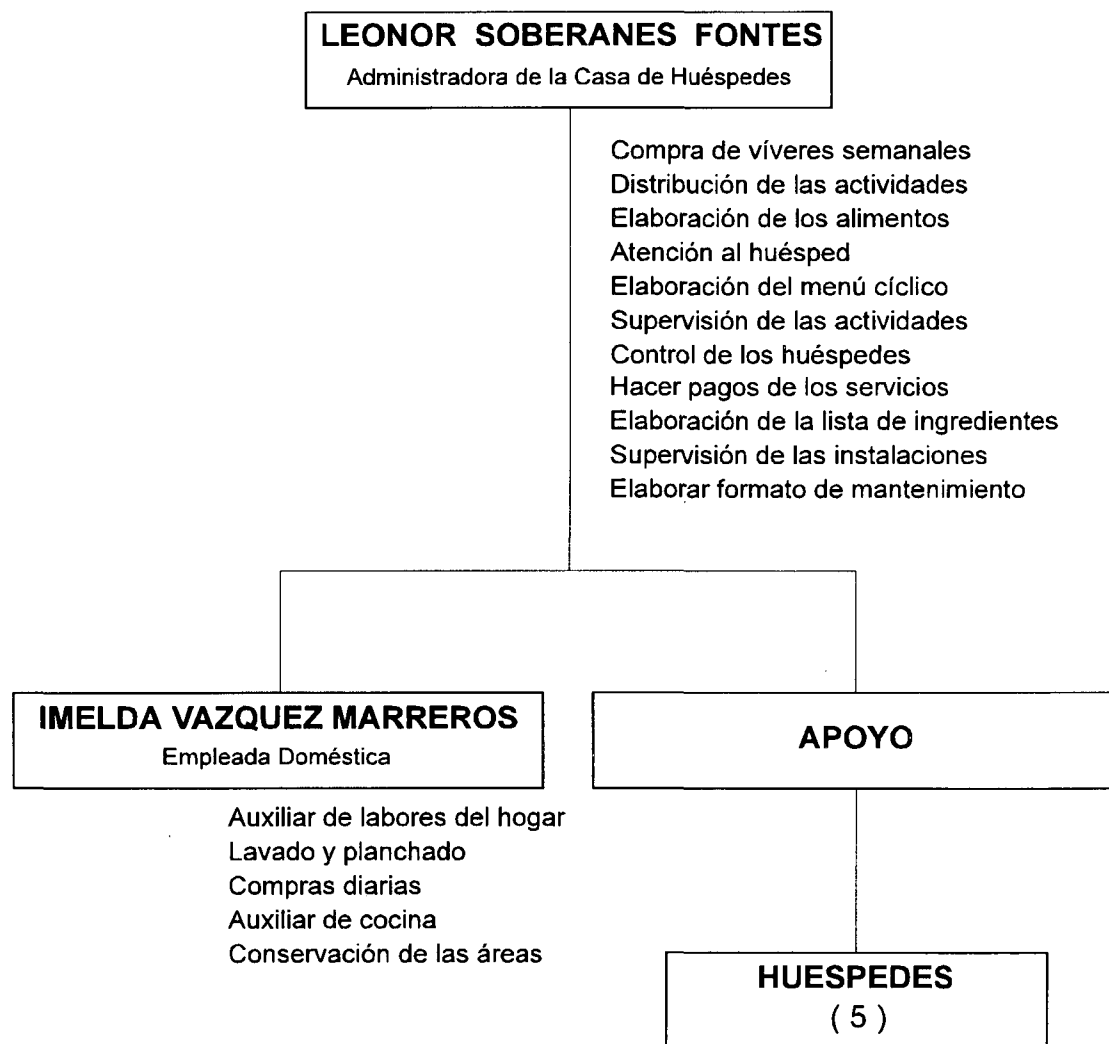 LEONOR SOBERANES FONTES
Administradora de la Casa de Huéspedes
Compra de víveres semanales
Distribución de las actividades
Elaboración de los alimentos
Atención al huésped
Elaboración del menú cíclico
Supervisión de las actividades
Control de los huéspedes
Hacer pagos de los servicios
Elaboración de la lista de ingredientes
Supervisión de las instalaciones
Elaborar formato de mantenimiento
IMELDA VAZQUEZ MARREROS
Empleada Doméstica
Auxiliar de labores del hogar
Lavado y planchado
Compras diarias
Auxiliar de cocina
Conservación de las áreas
APOYO
HUESPEDES
( 5 )